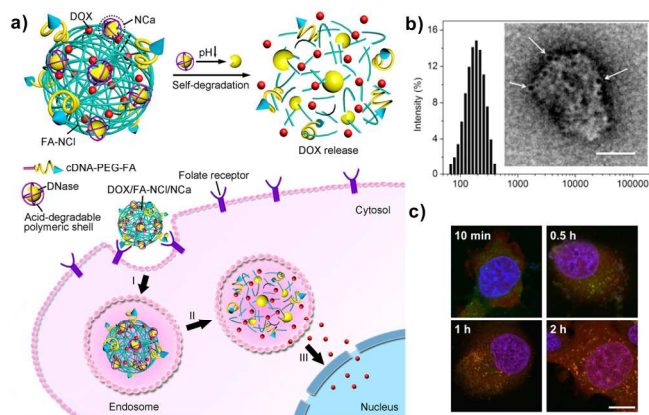 a)
DOX
NCa
FA-NCl
pH↓
Self-degradation
DOX release
cDNA-PEG-FA
DNase
Acid-degradable
polymeric shell
DOX/FA-NCl/NCa
Folate receptor
Cytosol
I
II
III
Endosome
Nucleus
b)
Intensity (%)
16
12
8
4
0
100
1000
10000
100000
c)
10 min
0.5 h
1 h
2 h